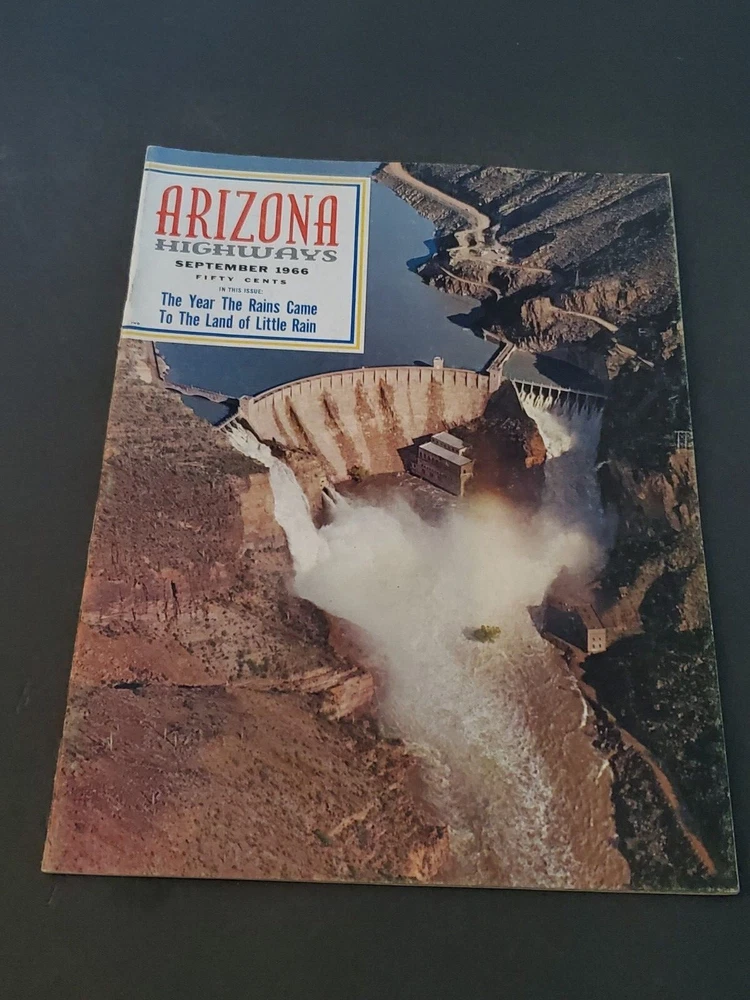 ARIZONA
HIGHWAYS
SEPTEMBER 1966
FIFTY CENTS
IN THIS ISSUE:
The Year The Rains Came
To The Land of Little Rain